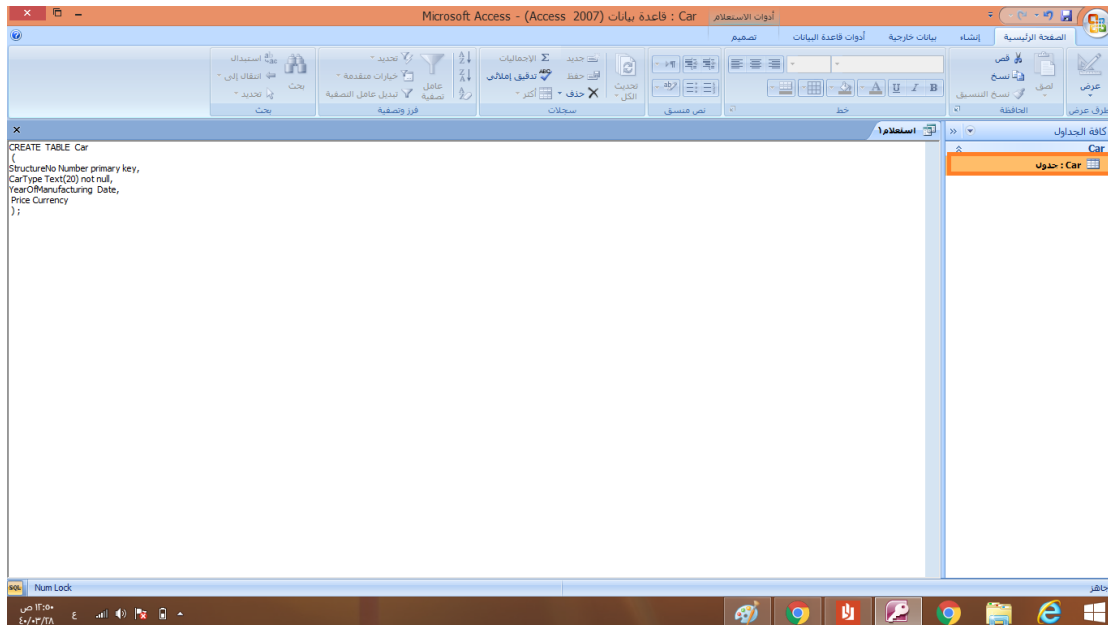 أدوات الاستعلام
Car : قاعدة بيانات (Access 2007) - Microsoft Access
الصفحة الرئيسية
إنشاء
بيانات خارجية
أدوات قاعدة البيانات
تصميم
عرض
طرق عرض
لصق
قص
نسخ
نسخ التنسيق
الحافظة
B I U A
خط
نص منسق
تحديث الكل
جديد
حفظ
حذف
الإجماليات
تدقيق إملائي
أكثر
سجلات
عامل تصفية
تحديد
خيارات متقدمة
تبديل عامل التصفية
فرز وتصفية
بحث
استبدال
انتقال إلى
تحديد
بحث
كافة الجداول
Car
Car : جدول
استعلام١
CREATE TABLE Car
(
StructureNo Number primary key,
CarType Text(20) not null,
YearOfManufacturing Date,
Price Currency
);
جاهز
Num Lock
SQL
ع
١٢:٥٠ ص
٤٠/٠٣/٢٨